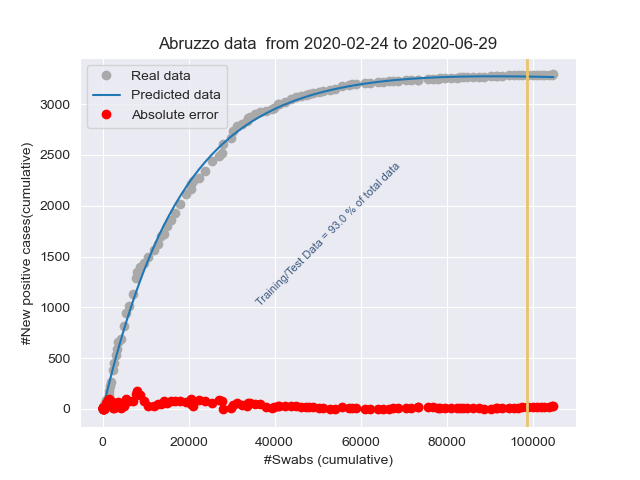 Abruzzo data  from 2020-02-24 to 2020-06-29
Real data
Predicted data
Absolute error
Training/Test Data = 93.0 % of total data
#New positive cases(cumulative)
3000
2500
2000
1500
1000
500
0
0 20000 40000 60000 80000 100000
#Swabs (cumulative)